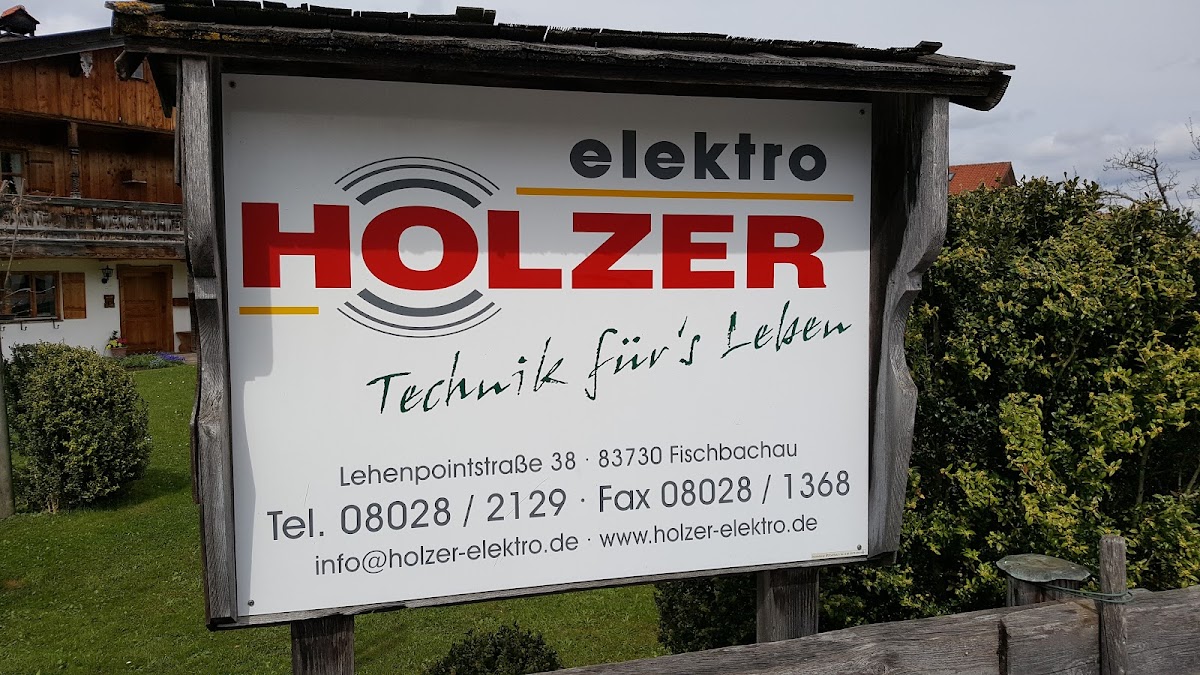 elektro
HOLZER
Technik für's Leben
Lehenpointstraße 38 · 83730 Fischbachau
Tel. 08028 / 2129 · Fax 08028 / 1368
info@holzer-elektro.de · www.holzer-elektro.de